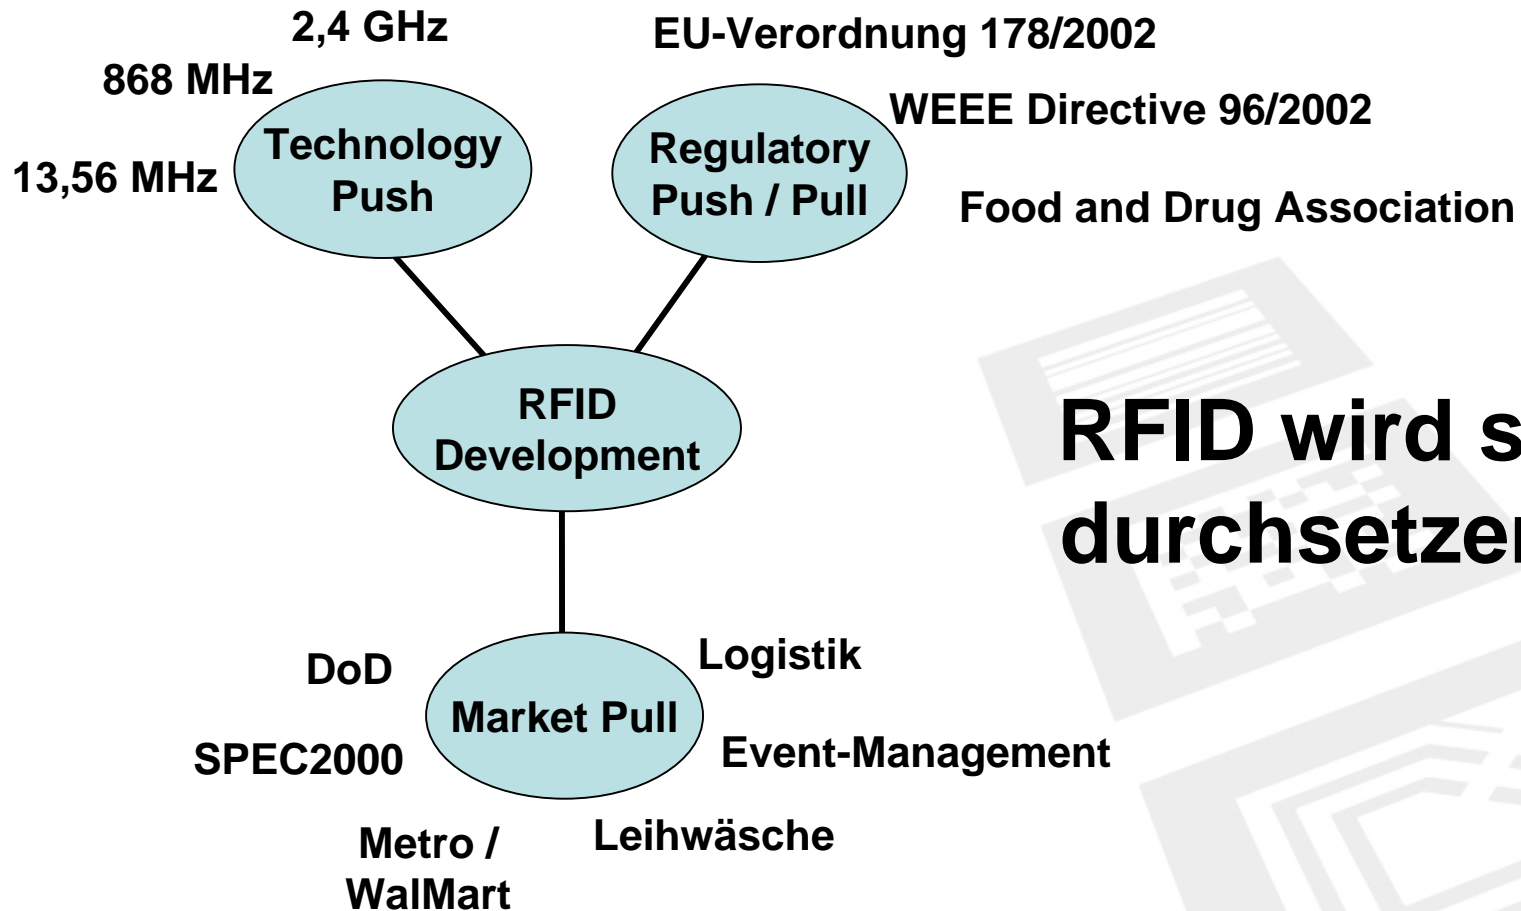 2,4 GHz
868 MHz
13,56 MHz
Technology
Push
EU-Verordnung 178/2002
WEEE Directive 96/2002
Food and Drug Association
Regulatory
Push / Pull
RFID
Development
RFID wird s
durchsetze
DoD
SPEC2000
Metro /
WalMart
Market Pull
Logistik
Event-Management
Leihwäsche